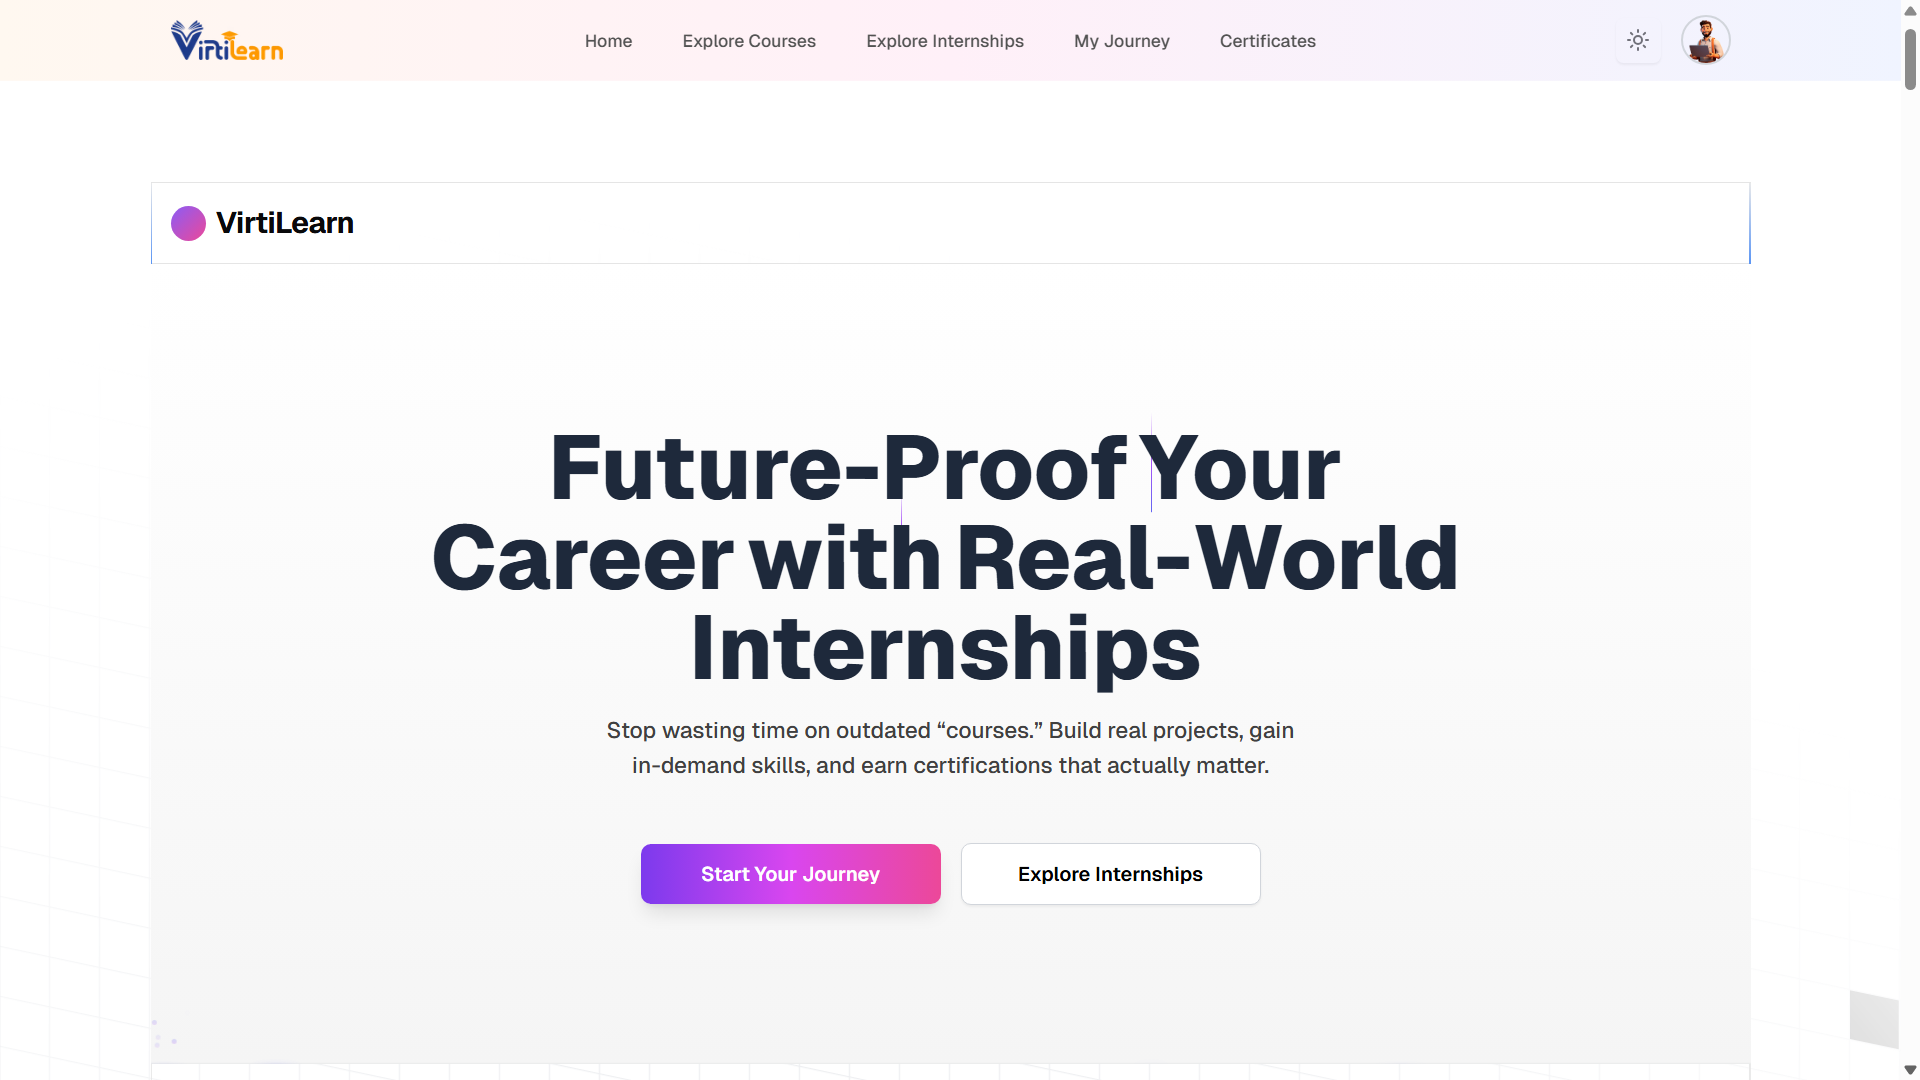 VirtiLearn
Home
Explore Courses
Explore Internships
My Journey
Certificates
VirtiLearn
Future-Proof Your
Career with Real-World
Internships
Stop wasting time on outdated “courses.” Build real projects, gain
in-demand skills, and earn certifications that actually matter.
Start Your Journey
Explore Internships